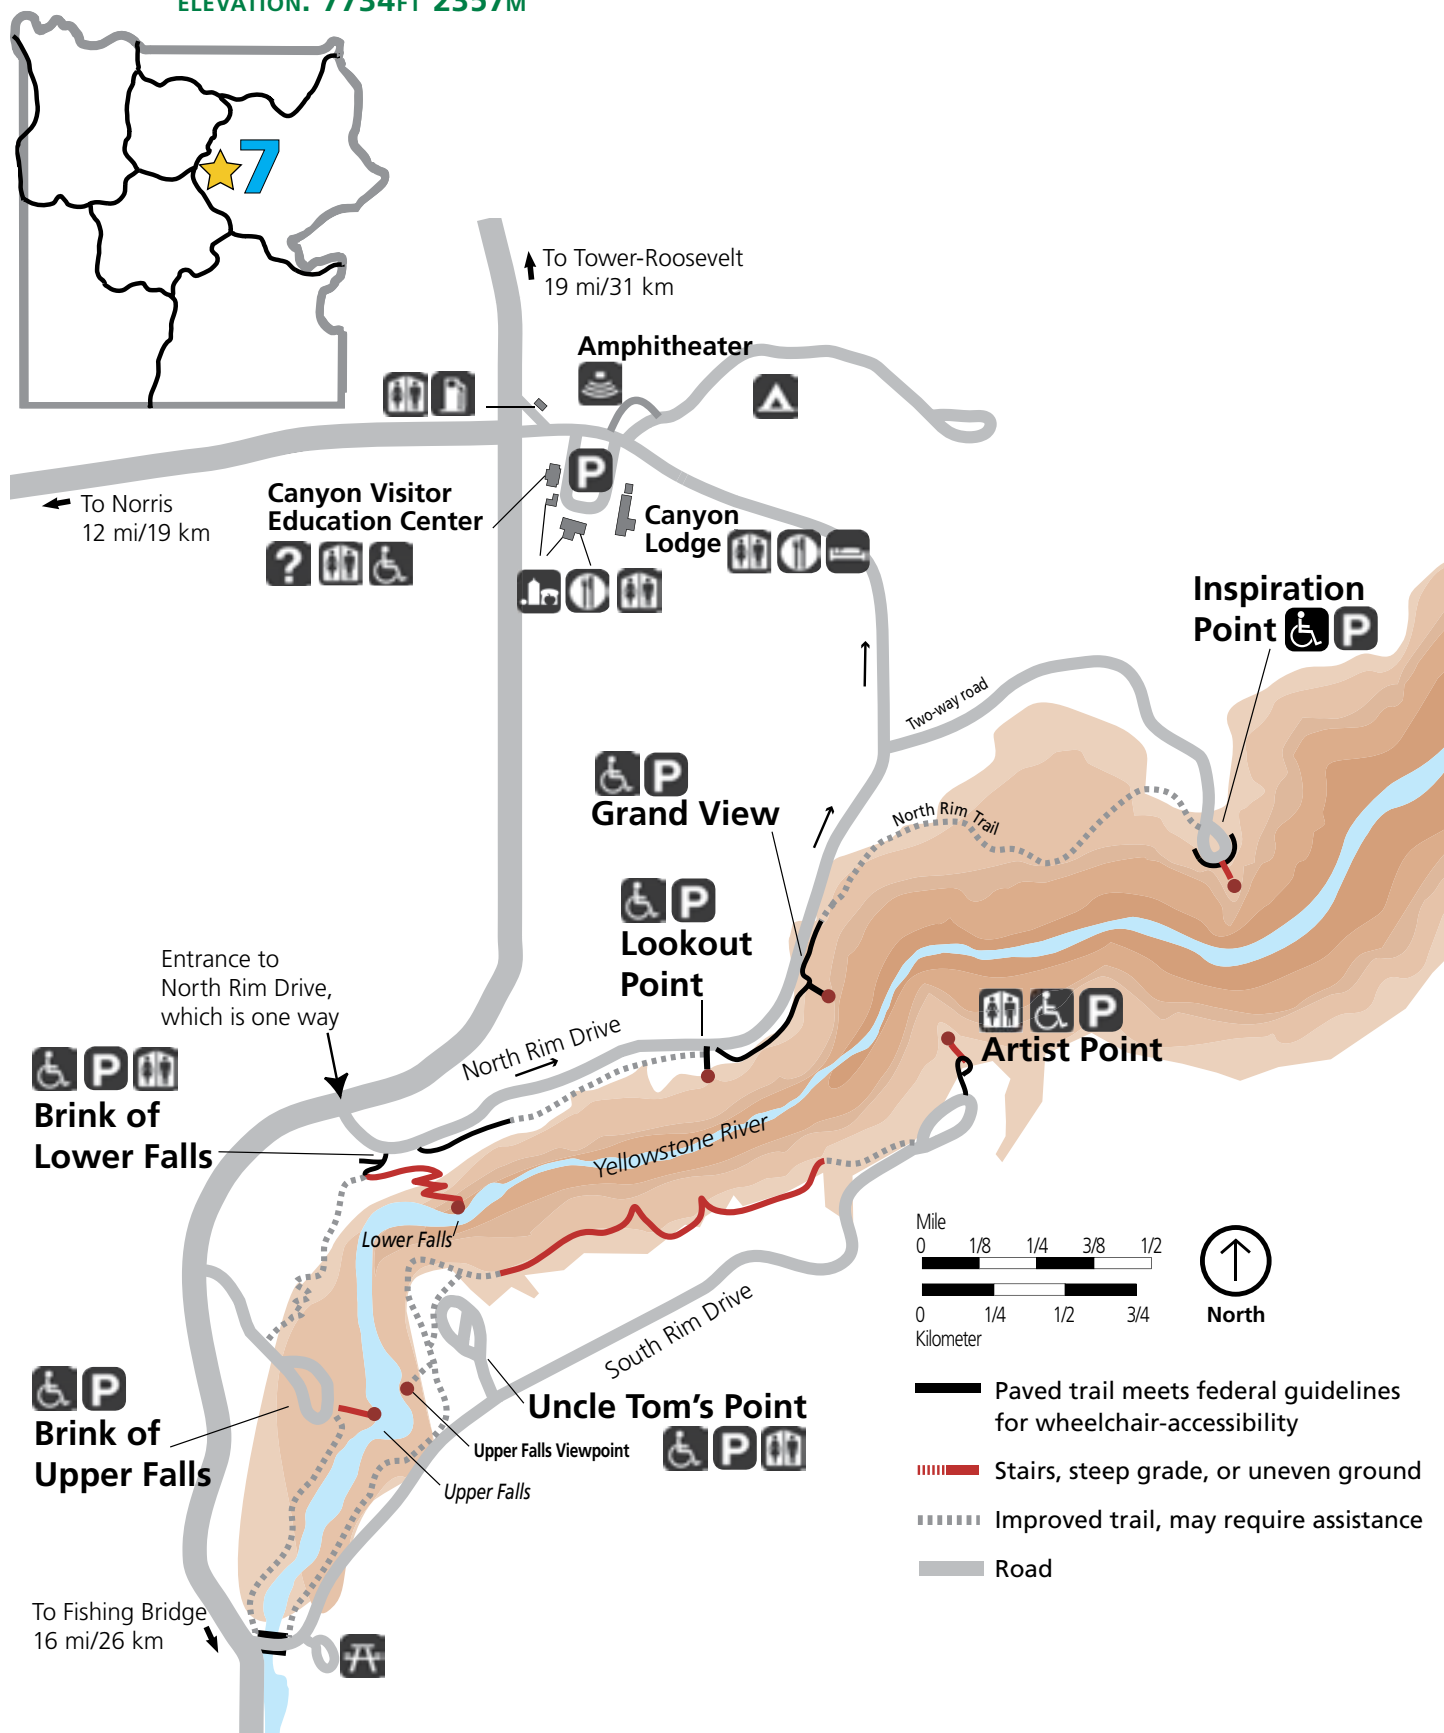 ELEVATION: 7734FT 2357M
7
To Tower-Roosevelt
19 mi/31 km
Amphitheater
To Norris
12 mi/19 km
Canyon Visitor
Education Center
?
P
Canyon
Lodge
Inspiration
Point
P
Two-way road
P
Grand View
North Rim Trail
P
Lookout
Point
Entrance to
North Rim Drive,
which is one way
North Rim Drive
P
Artist Point
P
Brink of
Lower Falls
Yellowstone River
Lower Falls
Mile
0 1/8 1/4 3/8 1/2
0 1/4 1/2 3/4
Kilometer
North
South Rim Drive
P
Brink of
Upper Falls
Uncle Tom's Point
P
Upper Falls Viewpoint
Upper Falls
Paved trail meets federal guidelines
for wheelchair-accessibility
Stairs, steep grade, or uneven ground
Improved trail, may require assistance
Road
To Fishing Bridge
16 mi/26 km